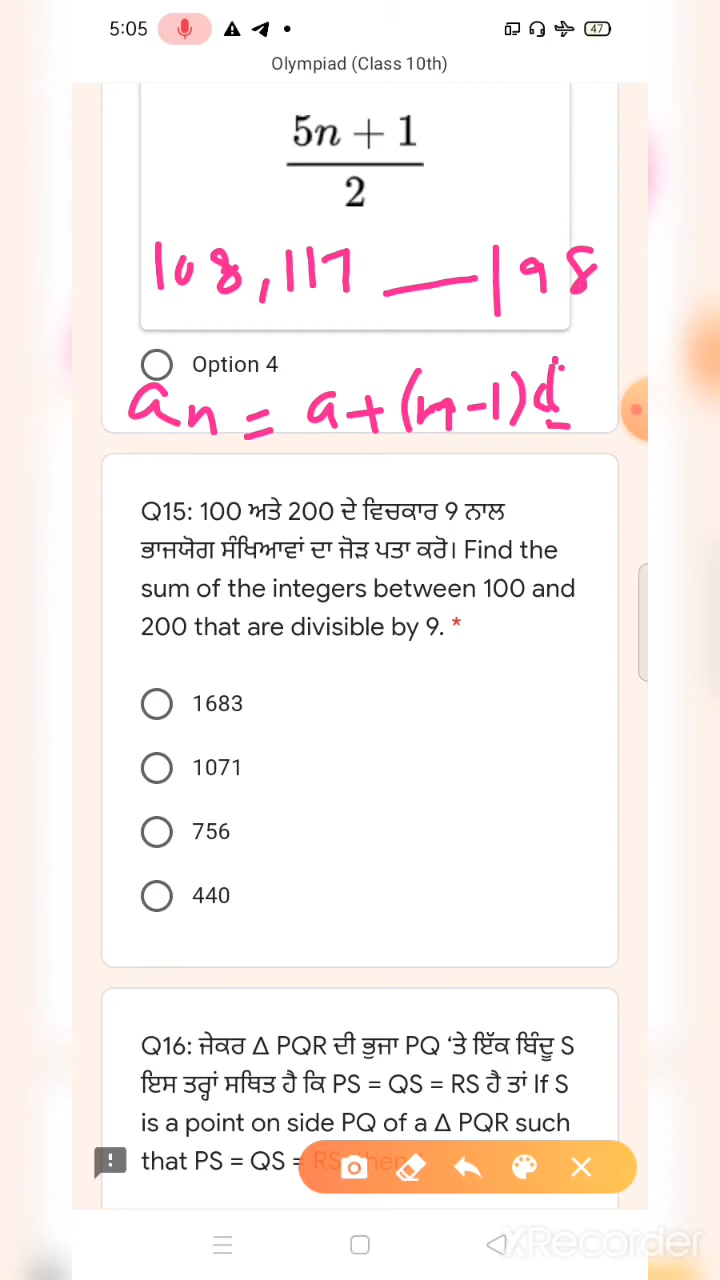 5:05
47
Olympiad (Class 10th)
5n + 1
2
108, 117 — 198
Option 4
an = a + (n-1)d
Q15: 100 ਅਤੇ 200 ਦੇ ਵਿਚਕਾਰ 9 ਨਾਲ
ਭਾਜਯੋਗ ਸੰਖਿਆਵਾਂ ਦਾ ਜੋੜ ਪਤਾ ਕਰੋ। Find the
sum of the integers between 100 and
200 that are divisible by 9. *
1683
1071
756
440
Q16: ਜੇਕਰ Δ PQR ਦੀ ਭੁਜਾ PQ ‘ਤੇ ਇੱਕ ਬਿੰਦੂ S
ਇਸ ਤਰ੍ਹਾਂ ਸਥਿਤ ਹੈ ਕਿ PS = QS = RS ਹੈ ਤਾਂ If S
is a point on side PQ of a Δ PQR such
that PS = QS = RS, then
XRecorder